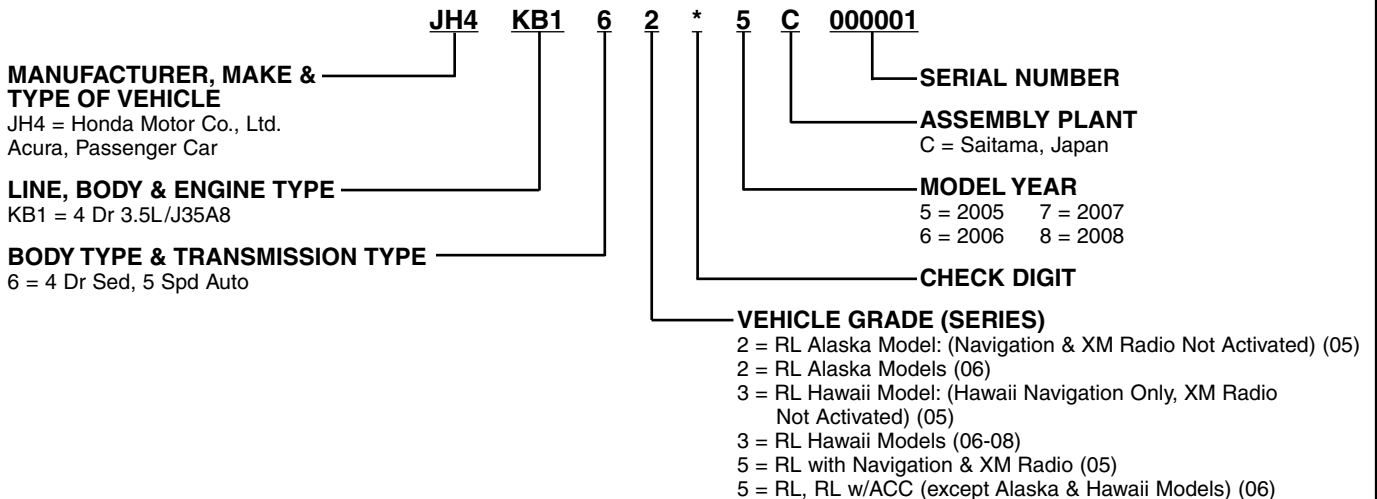 JH4 KB1 6 2 * 5 C 000001
MANUFACTURER, MAKE &
TYPE OF VEHICLE
JH4 = Honda Motor Co., Ltd.
Acura, Passenger Car
LINE, BODY & ENGINE TYPE
KB1 = 4 Dr 3.5L/J35A8
BODY TYPE & TRANSMISSION TYPE
6 = 4 Dr Sed, 5 Spd Auto
SERIAL NUMBER
ASSEMBLY PLANT
C = Saitama, Japan
MODEL YEAR
5 = 2005 7 = 2007
6 = 2006 8 = 2008
CHECK DIGIT
VEHICLE GRADE (SERIES)
2 = RL Alaska Model: (Navigation & XM Radio Not Activated) (05)
2 = RL Alaska Models (06)
3 = RL Hawaii Model: (Hawaii Navigation Only, XM Radio
Not Activated) (05)
3 = RL Hawaii Models (06-08)
5 = RL with Navigation & XM Radio (05)
5 = RL, RL w/ACC (except Alaska & Hawaii Models) (06)